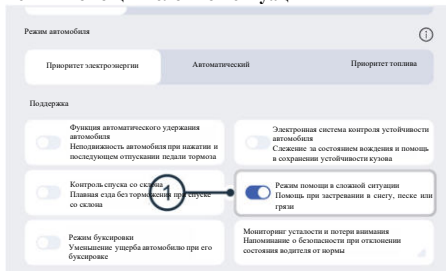 Режим автомобиля
Приоритет электроэнергии
Автоматический
Приоритет топлива
Поддержка
Функция автоматического удержания
автомобиля
Неподвижность автомобиля при нажатии и
последующем отпускании педали тормоза
Электронная система контроля устойчивости
автомобиля
Слежение за состоянием вождения и помощь
в сохранении устойчивости кузова
Контроль спуска со склона
Плавная езда без торможения при спуске
со склона
1
Режим помощи в сложной ситуации
Помощь при застревании в снегу, песке или
грязи
Режим буксировки
Уменьшение ущерба автомобилю при его
буксировке
Мониторинг усталости и потери внимания
Напоминание о безопасности при отклонении
состояния водителя от нормы